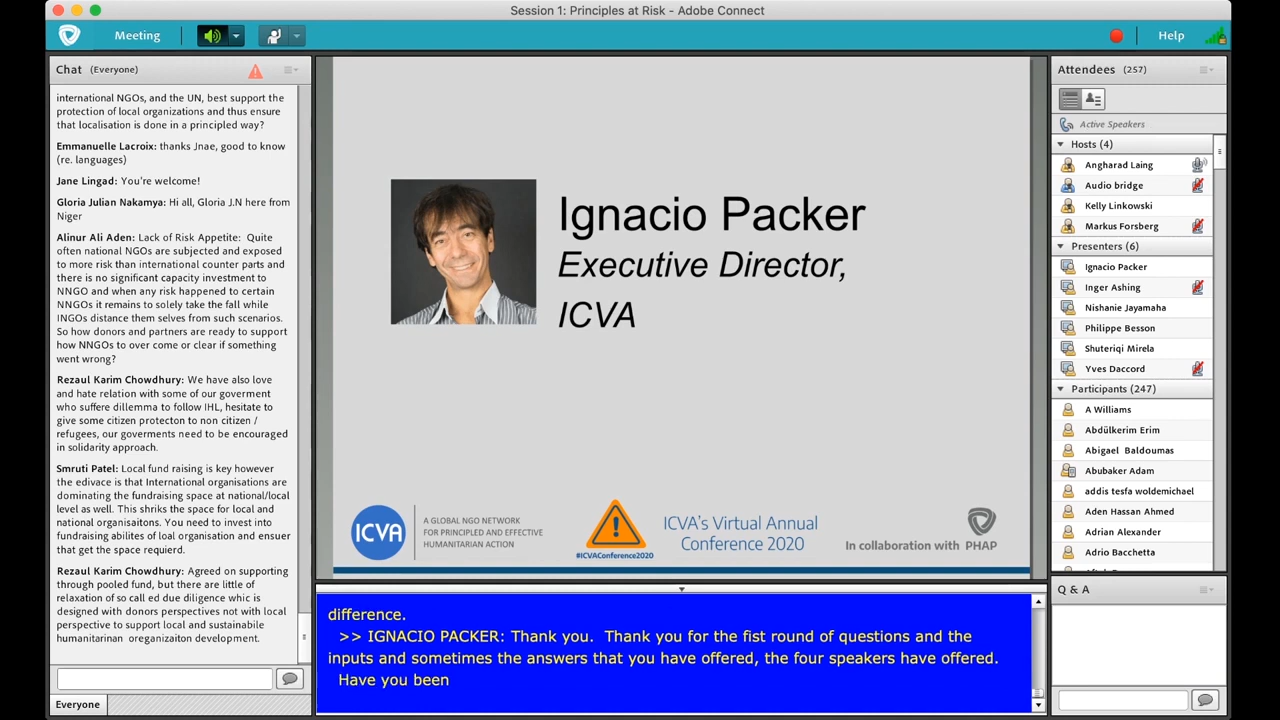 Session 1: Principles at Risk - Adobe Connect
Meeting
Help
Chat (Everyone)
international NGOs, and the UN, best support the
protection of local organizations and thus ensure
that localisation is done in a principled way?
Emmanuelle Lacroix: thanks Jnae, good to know
(re. languages)
Jane Lingad: You're welcome!
Gloria Julian Nakamya: Hi all, Gloria J.N here from
Niger
Alinur Ali Aden: Lack of Risk Appetite: Quite
often national NGOs are subjected and exposed
to more risk than international counter parts and
there is no significant capacity investment to
NNGO and when any risk happened to certain
NNGOs it remains to solely take the fall while
INGOs distance them selves from such scenarios.
So how donors and partners are ready to support
how NNGOs to over come or clear if something
went wrong?
Rezaul Karim Chowdhury: We have also love
and hate relation with some of our goverment
who suffere dillemma to follow IHL, hesitate to
give some citizen protecton to non citizen /
refugees, our goverments need to be encouraged
in solidarity approach.
Smruti Patel: Local fund raising is key however
the edivace is that International organisations are
dominating the fundraising space at national/local
level as well. This shriks the space for local and
national organisaitons. You need to invest into
fundraising abilites of loal organisation and ensuer
that get the space requierd.
Rezaul Karim Chowdhury: Agreed on supporting
through pooled fund, but there are little of
relaxation of so call ed due diligence whic is
designed with donors perspectives not with local
perspective to support local and sustainabile
humanitarian oreganizaiton development.
Everyone
Ignacio Packer
Executive Director,
ICVA
ICVA
A GLOBAL NGO NETWORK
FOR PRINCIPLED AND EFFECTIVE
HUMANITARIAN ACTION
#ICVAConference2020
ICVA's Virtual Annual
Conference 2020
In collaboration with PHAP
difference.
>> IGNACIO PACKER: Thank you. Thank you for the fist round of questions and the
inputs and sometimes the answers that you have offered, the four speakers have offered.
Have you been
Attendees (257)
Active Speakers
Hosts (4)
Angharad Laing
Audio bridge
Kelly Linkowski
Markus Forsberg
Presenters (6)
Ignacio Packer
Inger Ashing
Nishanie Jayamaha
Philippe Besson
Shuteriqi Mirela
Yves Daccord
Participants (247)
A Williams
Abdülkerim Erim
Abigael Baldoumas
Abubaker Adam
addis tesfa woldemichael
Aden Hassan Ahmed
Adrian Alexander
Adrio Bacchetta
Q & A